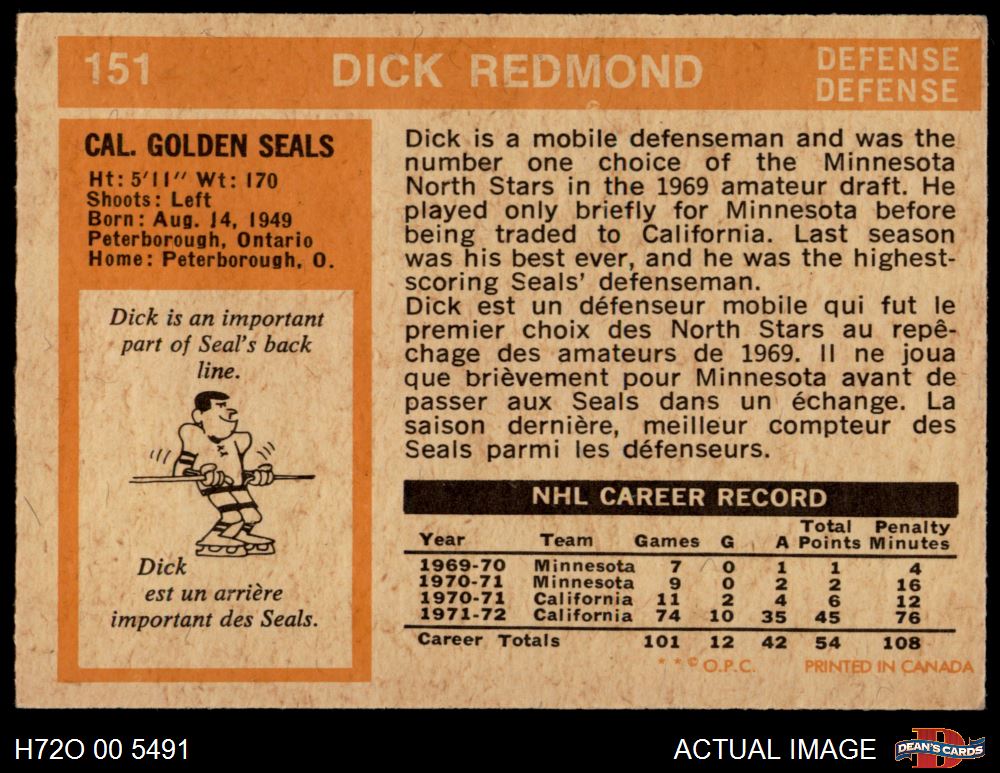 151
DICK REDMOND
DEFENSE
DEFENSE
CAL. GOLDEN SEALS
Ht: 5'11" Wt: 170
Shoots: Left
Born: Aug. 14, 1949
Peterborough, Ontario
Home: Peterborough, O.
Dick is an important
part of Seal's back
line.
Dick
est un arrière
important des Seals.
Dick is a mobile defenseman and was the
number one choice of the Minnesota
North Stars in the 1969 amateur draft. He
played only briefly for Minnesota before
being traded to California. Last season
was his best ever, and he was the highest-
scoring Seals' defenseman.
Dick est un défenseur mobile qui fut le
premier choix des North Stars au repê-
chage des amateurs de 1969. Il ne joua
que brièvement pour Minnesota avant de
passer aux Seals dans un échange. La
saison dernière, meilleur compteur des
Seals parmi les défenseurs.
NHL CAREER RECORD
Year Team Games G A Total Points Penalty Minutes
1969-70 Minnesota 7 0 1 1 4
1970-71 Minnesota 9 0 2 2 16
1970-71 California 11 2 4 6 12
1971-72 California 74 10 35 45 76
Career Totals 101 12 42 54 108
* * © O.P.C. PRINTED IN CANADA
H72O 00 5491
ACTUAL IMAGE
D
DEAN'S CARDS